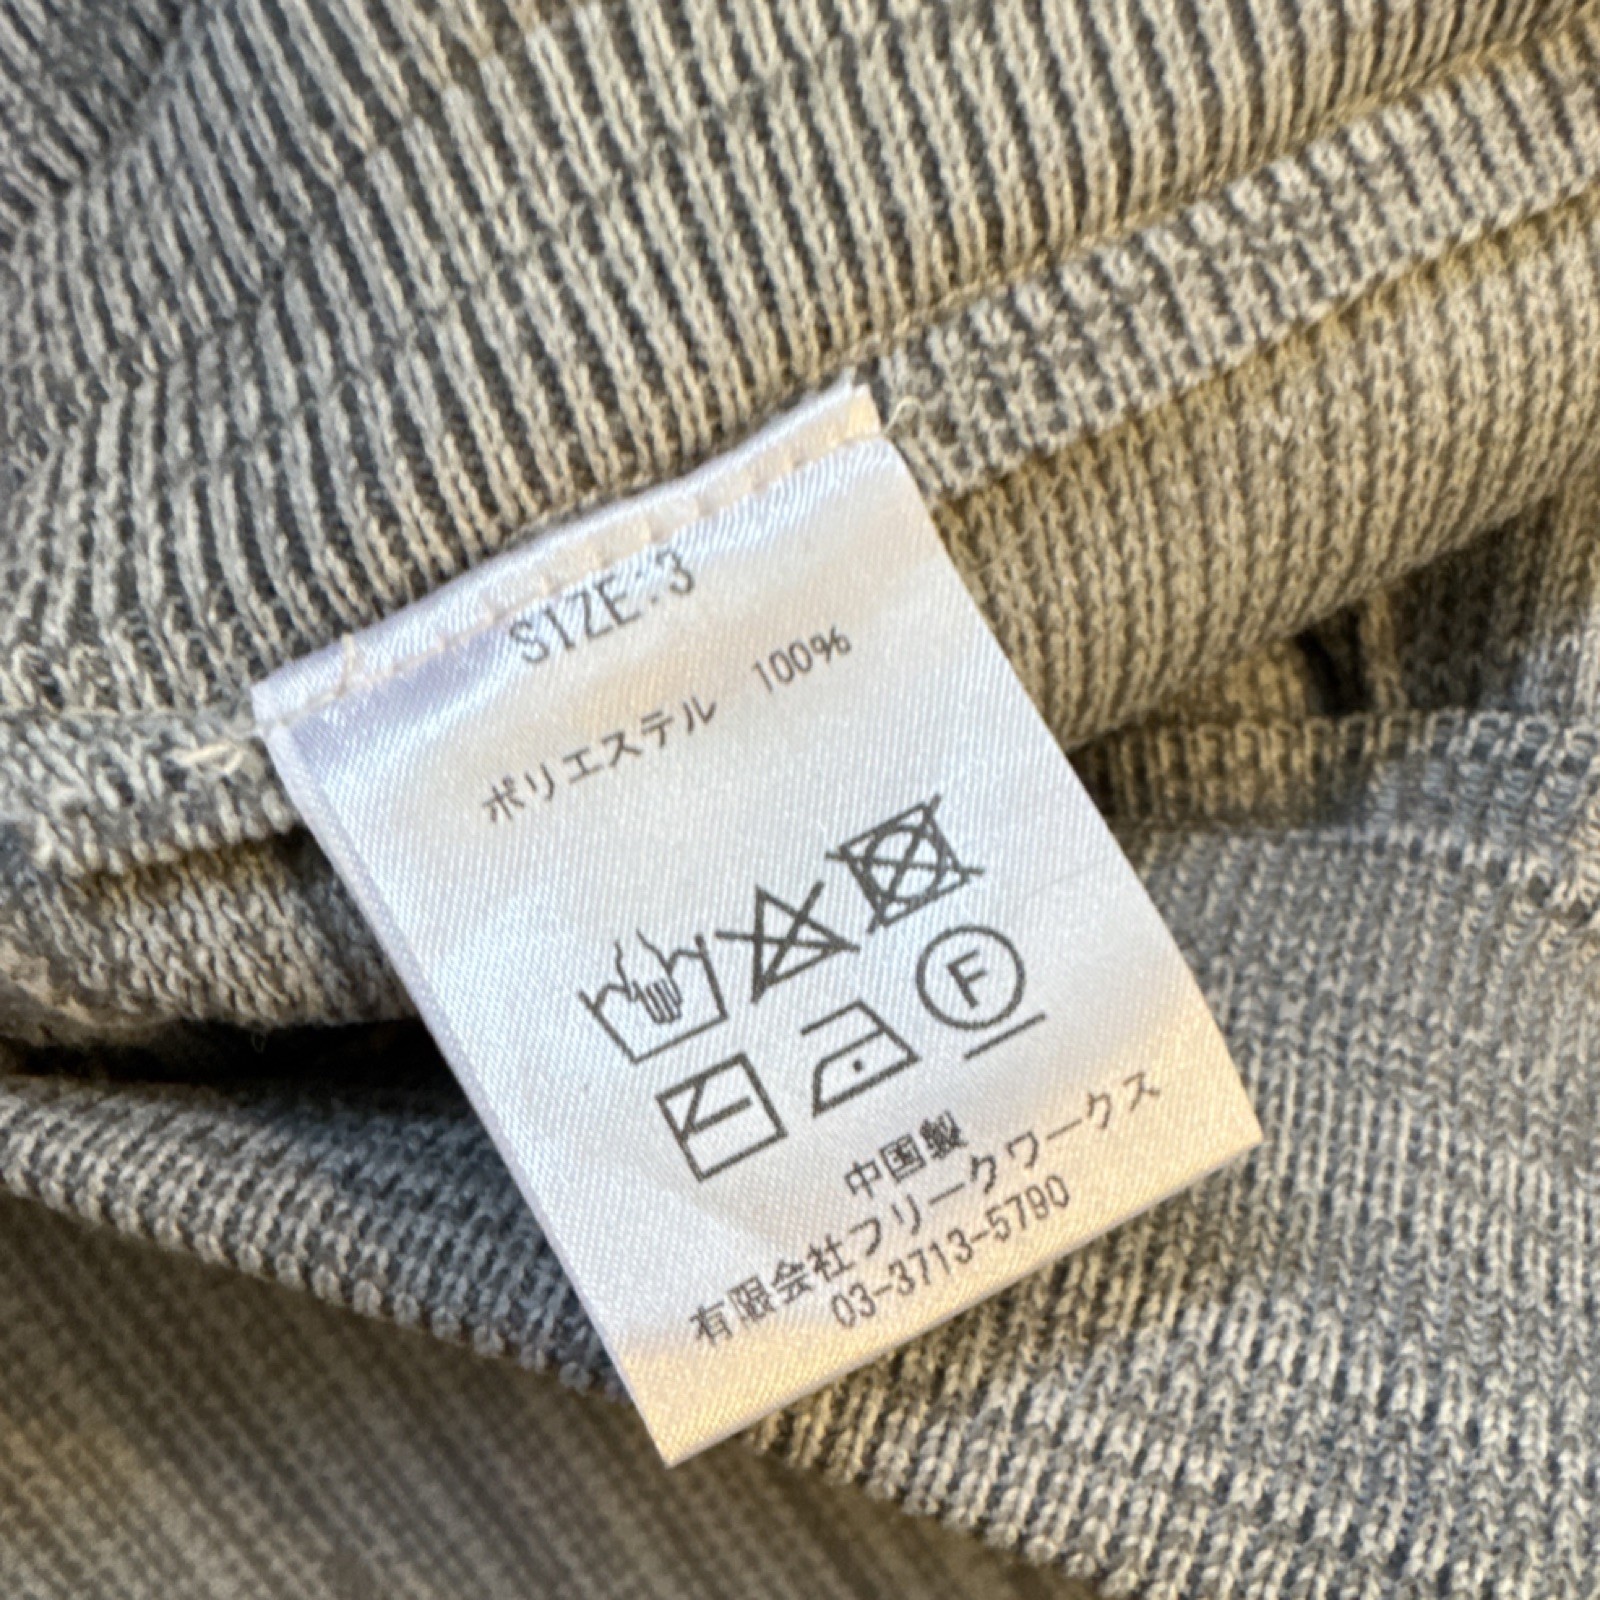 SIZE:3
ポリエステル 100%
F
中国製
有限会社フリークワークス
03-3713-5790